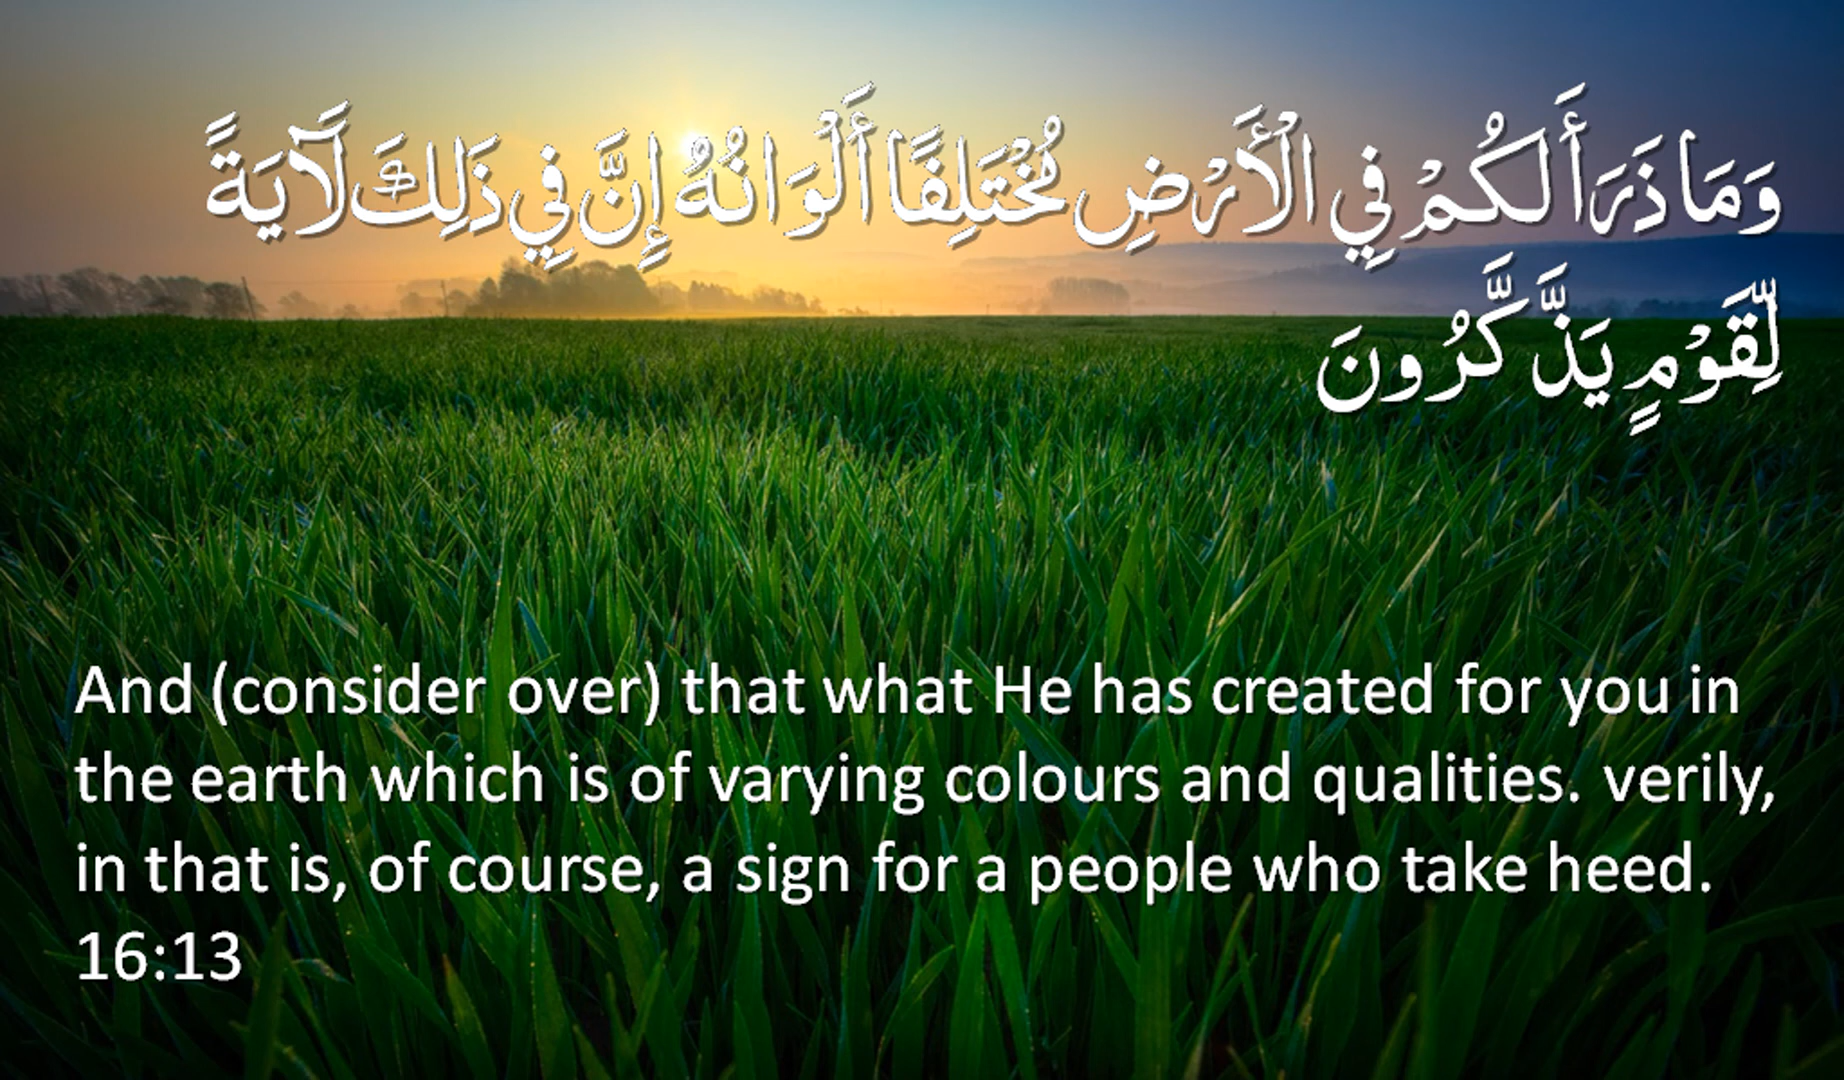 وَمَا ذَرَأَ لَكُمْ فِي الْأَرْضِ مُخْتَلِفًا أَلْوَانُهُ إِنَّ فِي ذَلِكَ لَآيَةً
لِّقَوْمٍ يَذَّكَّرُونَ
And (consider over) that what He has created for you in
the earth which is of varying colours and qualities. verily,
in that is, of course, a sign for a people who take heed.
16:13